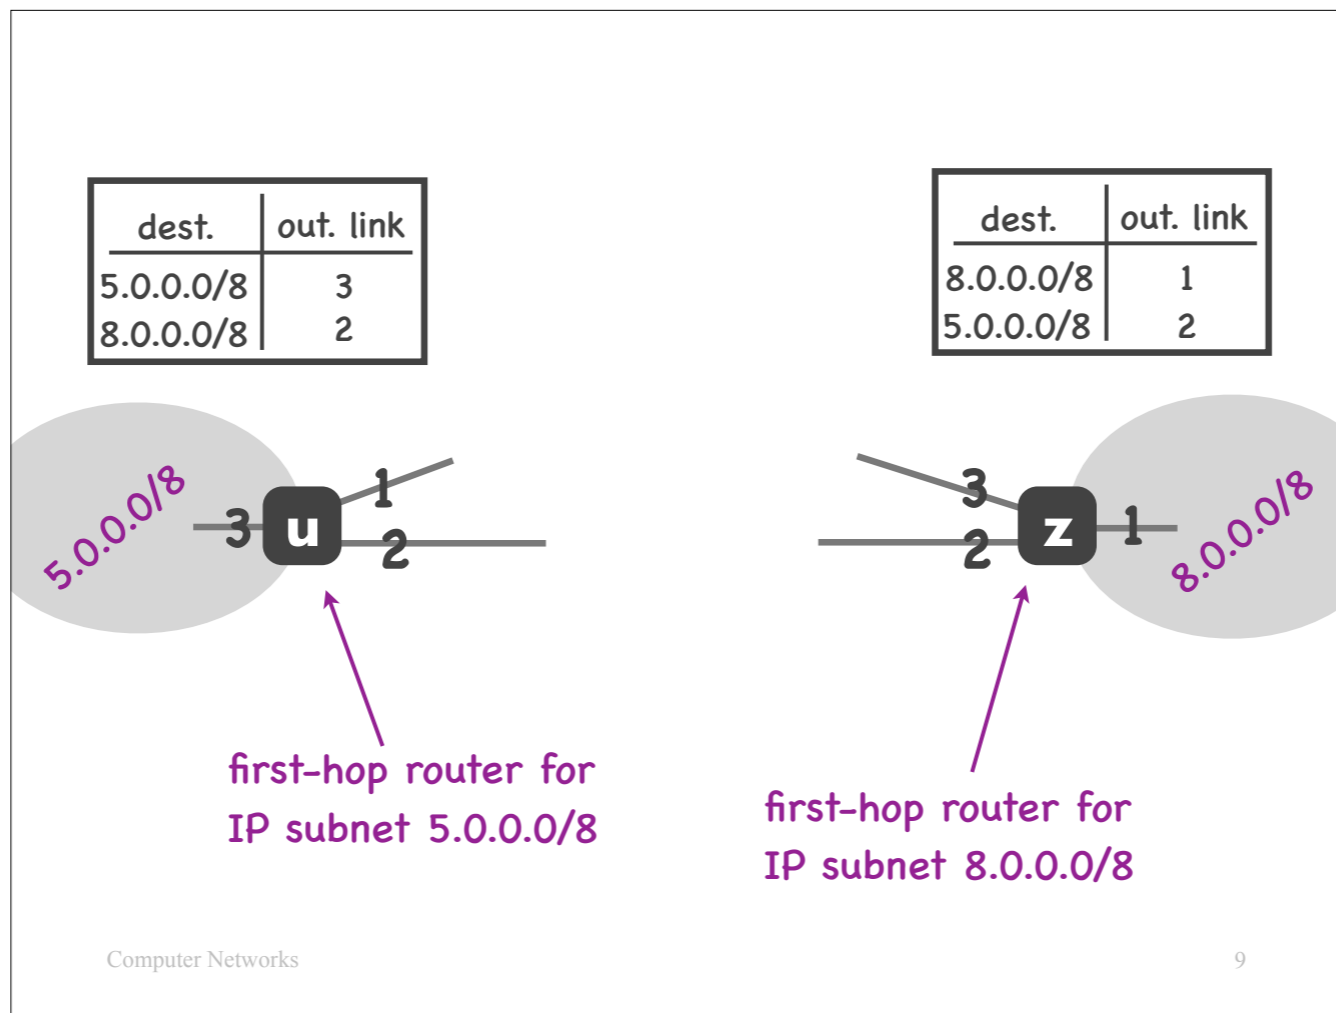 dest. out. link
5.0.0.0/8 3
8.0.0.0/8 2
dest. out. link
8.0.0.0/8 1
5.0.0.0/8 2
5.0.0.0/8
3 u 1 2
3 2 z 1
8.0.0.0/8
first-hop router for
IP subnet 5.0.0.0/8
first-hop router for
IP subnet 8.0.0.0/8
Computer Networks
9